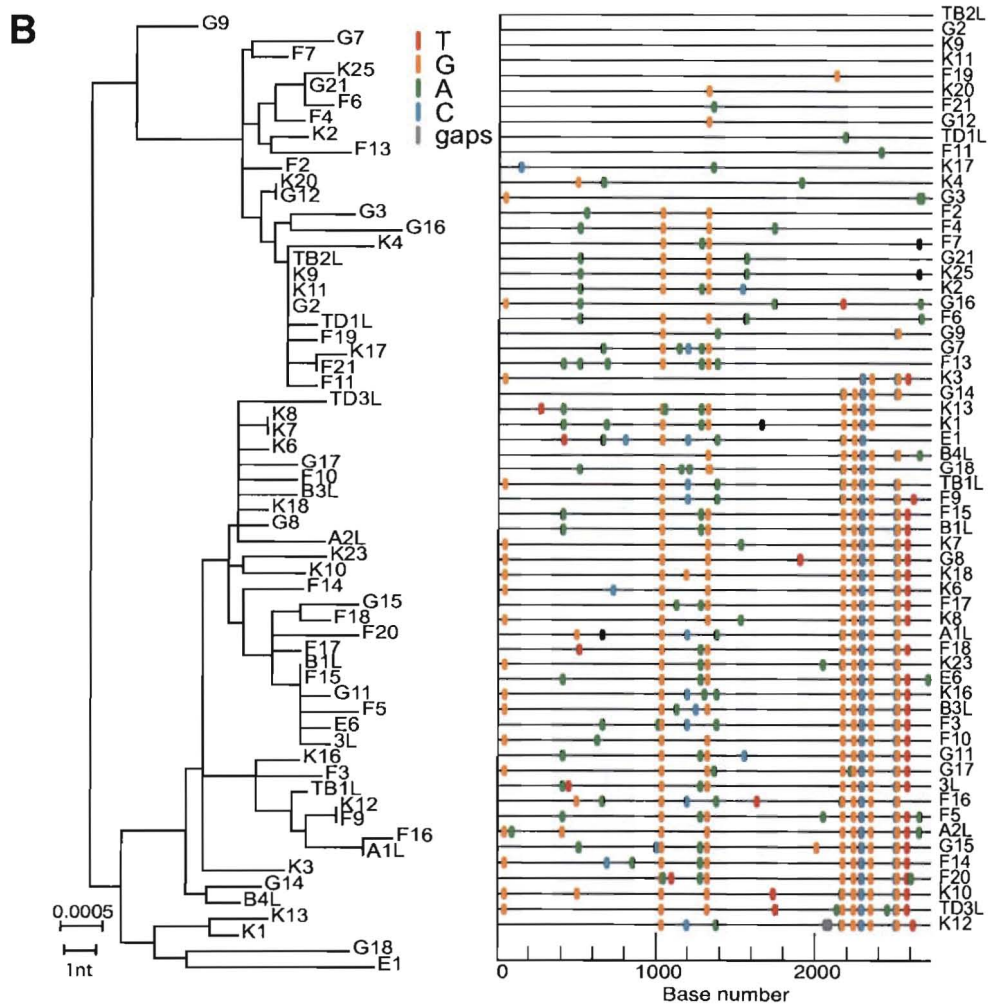 B
G9
G7
F7
K25
G21
F6
F4
K2
F13
F2
K20
G12
G3
G16
K4
TB2L
K9
K11
G2
TD1L
F19
K17
F21
F11
TD3L
K8
K7
K6
G17
F10
B3L
K18
G8
A2L
K23
K10
F14
G15
F18
F20
F17
B1L
F15
G11
F5
E6
3L
K16
F3
TB1L
K12
F9
F16
A1L
K3
G14
B4L
K13
K1
G18
E1
0.0005
1nt
T
G
A
C
gaps
TB2L
G2
K9
K11
F19
K20
F21
G12
TD1L
F11
K17
K4
G3
F2
F4
F7
G21
K25
K2
G16
F6
G9
G7
F13
K3
G14
K13
K1
E1
B4L
G18
TB1L
F9
F15
B1L
K7
G8
K18
K6
F17
K8
A1L
F18
K23
E6
K16
B3L
F3
F10
G11
G17
3L
F16
F5
A2L
G15
F14
F20
K10
TD3L
K12
0 1000 2000
Base number